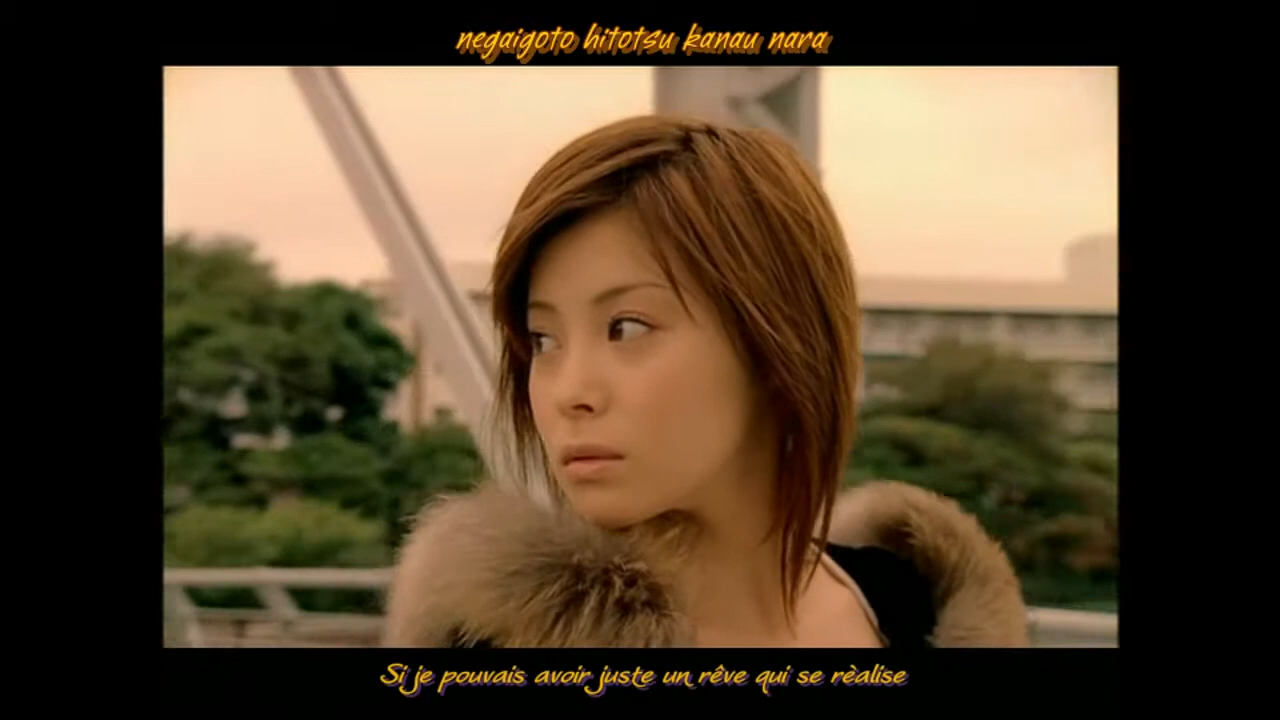 negaigoto hitotsu kanau nara
Si je pouvais avoir juste un rêve qui se rèalise